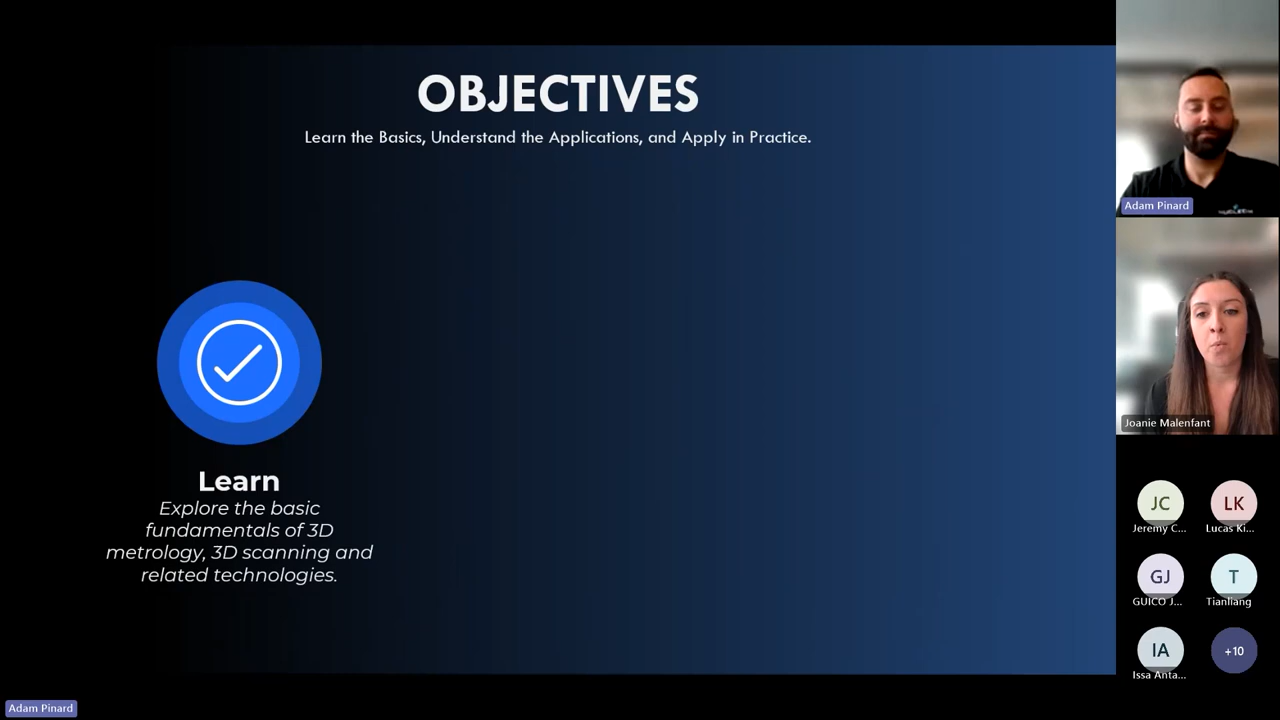 OBJECTIVES
Learn the Basics, Understand the Applications, and Apply in Practice.
Learn
Explore the basic
fundamentals of 3D
metrology, 3D scanning and
related technologies.
Adam Pinard
Joanie Malenfant
JC
LK
Jeremy C...
Lucas Ki...
GJ
T
GUICO J...
Tianliang
IA
+10
Issa Anta...
Adam Pinard